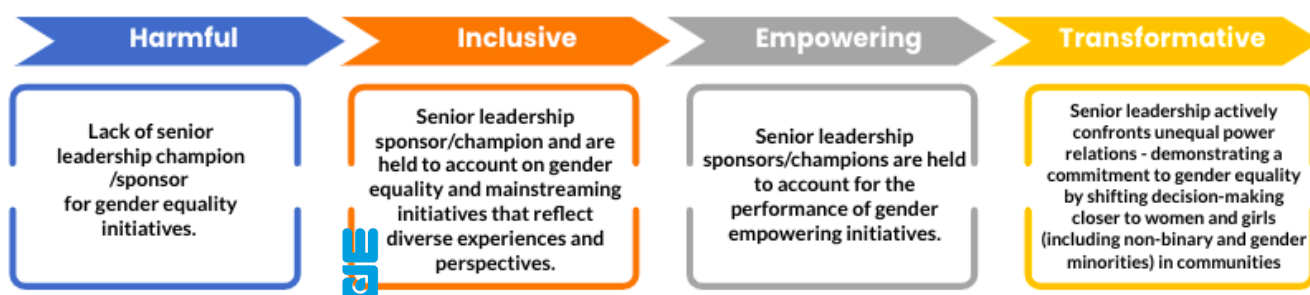 Harmful
Inclusive
Empowering
Transformative
Lack of senior
leadership champion
/sponsor
for gender equality
initiatives.
Senior leadership
sponsor/champion and are
held to account on gender
equality and mainstreaming
initiatives that reflect
diverse experiences and
perspectives.
Senior leadership
sponsors/champions are held
to account for the
performance of gender
empowering initiatives.
Senior leadership actively
confronts unequal power
relations - demonstrating a
commitment to gender equality
by shifting decision-making
closer to women and girls
(including non-binary and gender
minorities) in communities